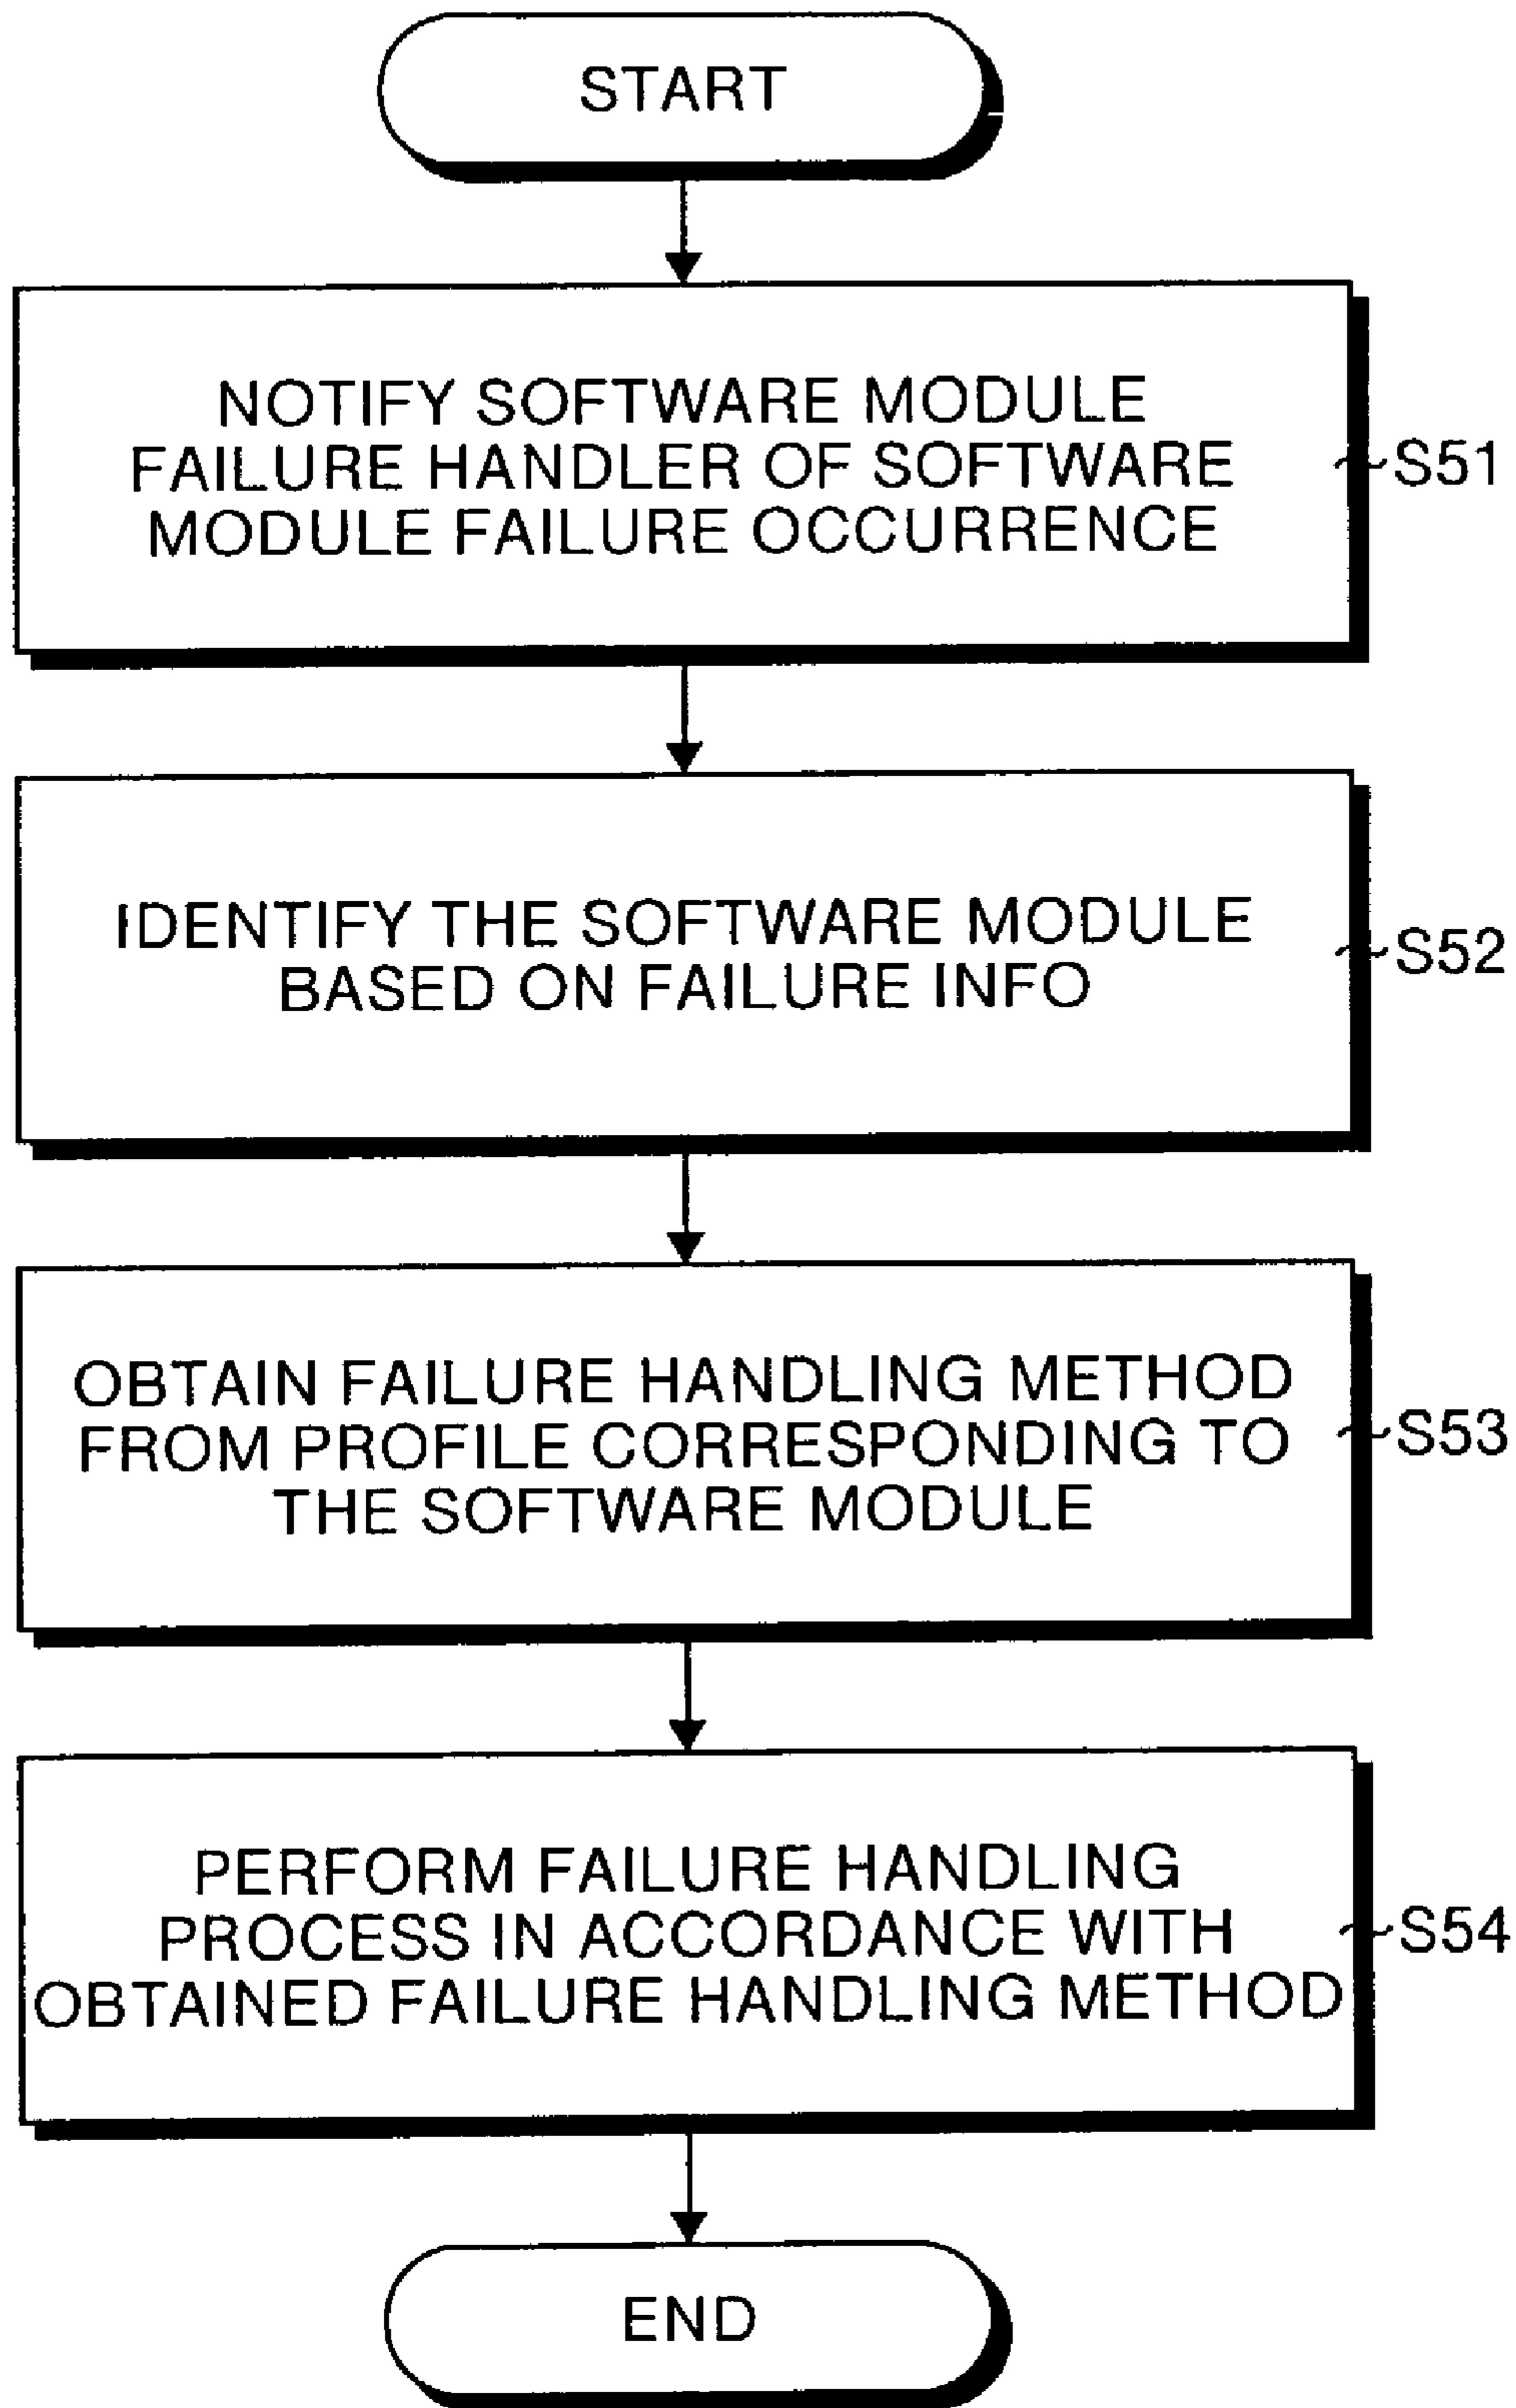 START
NOTIFY SOFTWARE MODULE
FAILURE HANDLER OF SOFTWARE
MODULE FAILURE OCCURRENCE
S51
IDENTIFY THE SOFTWARE MODULE
BASED ON FAILURE INFO
S52
OBTAIN FAILURE HANDLING METHOD
FROM PROFILE CORRESPONDING TO
THE SOFTWARE MODULE
S53
PERFORM FAILURE HANDLING
PROCESS IN ACCORDANCE WITH
OBTAINED FAILURE HANDLING METHOD
S54
END